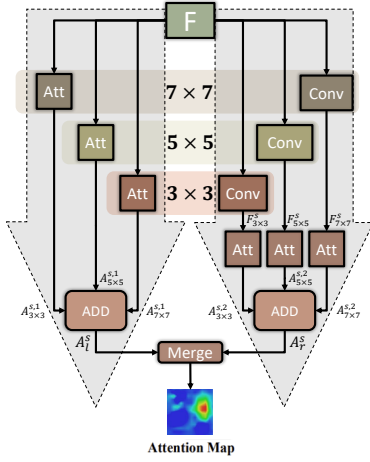 F
Att
7 × 7
Conv
Att
5 × 5
Conv
Att
3 × 3
Conv
F^s_{3×3}
F^s_{5×5}
F^s_{7×7}
Att
Att
Att
A^{s,1}_{5×5}
A^{s,2}_{5×5}
A^{s,1}_{3×3}
ADD
A^{s,1}_{7×7}
A^{s,2}_{3×3}
ADD
A^{s,2}_{7×7}
A^s_l
A^s_r
Merge
Attention Map